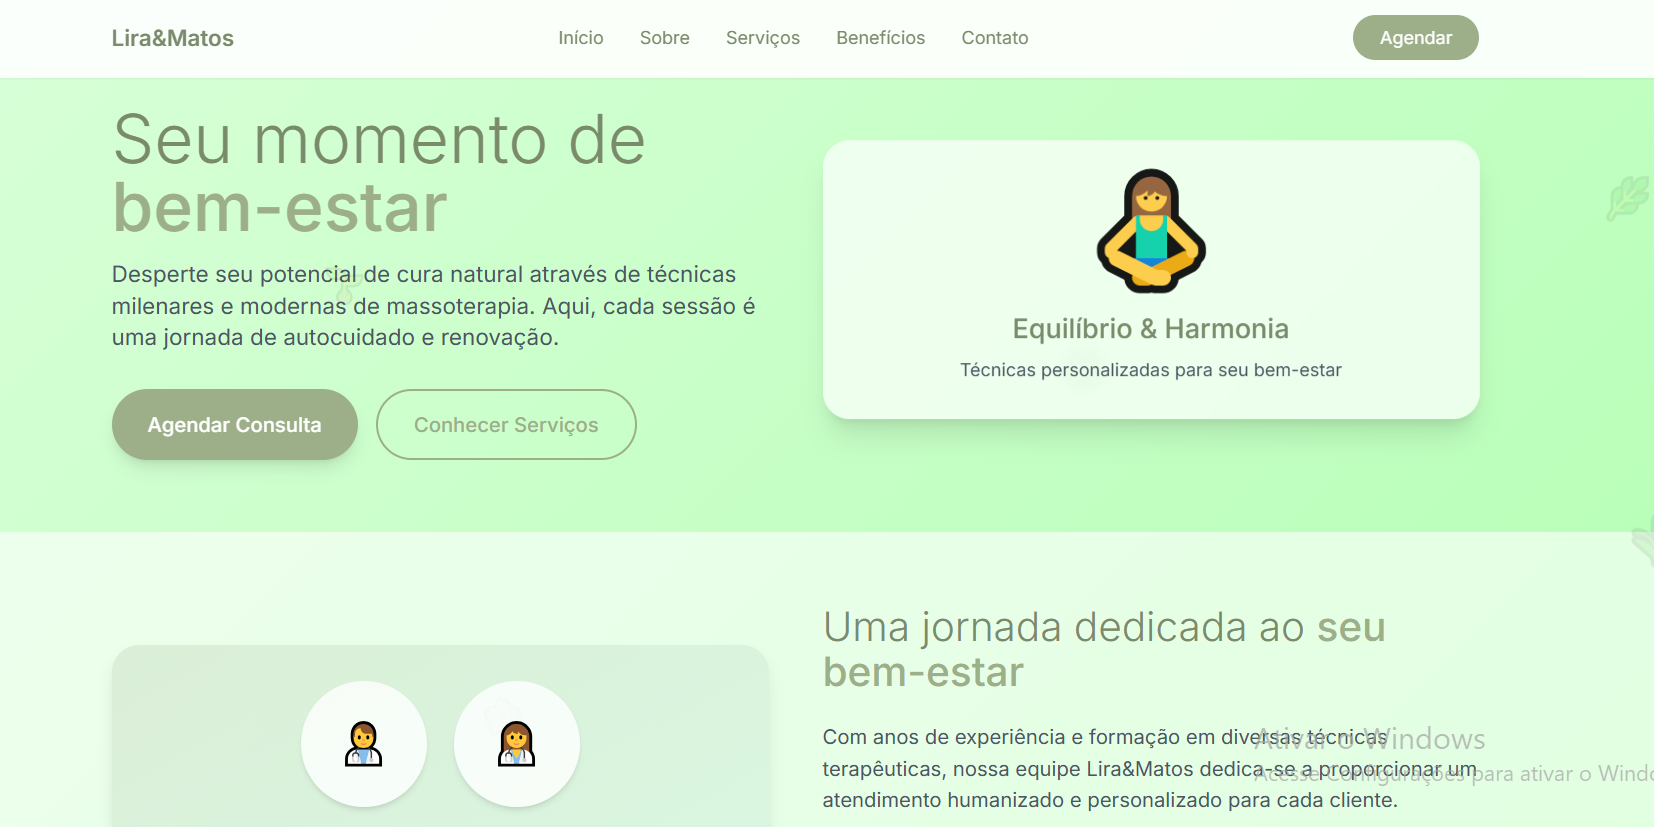 Lira&Matos
Início
Sobre
Serviços
Benefícios
Contato
Agendar
Seu momento de
bem-estar
Desperte seu potencial de cura natural através de técnicas
milenares e modernas de massoterapia. Aqui, cada sessão é
uma jornada de autocuidado e renovação.
Agendar Consulta
Conhecer Serviços
Equilíbrio & Harmonia
Técnicas personalizadas para seu bem-estar
Uma jornada dedicada ao seu
bem-estar
Com anos de experiência e formação em diversas técnicas
terapêuticas, nossa equipe Lira&Matos dedica-se a proporcionar um
atendimento humanizado e personalizado para cada cliente.
Ativar o Windows
Acesse Configurações para ativar o Windo